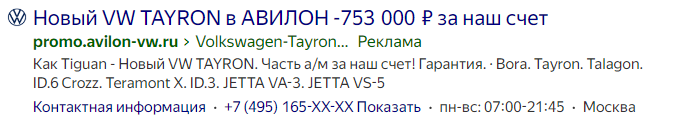 Новый VW TAYRON в АВИЛОН -753 000 ₽ за наш счет
promo.avilon-vw.ru › Volkswagen-Tayron... Реклама
Как Tiguan - Новый VW TAYRON. Часть а/м за наш счет! Гарантия. · Bora. Tayron. Talagon.
ID.6 Crozz. Teramont X. ID.3. JETTA VA-3. JETTA VS-5
Контактная информация · +7 (495) 165-XX-XX Показать · пн-вс: 07:00-21:45 · Москва